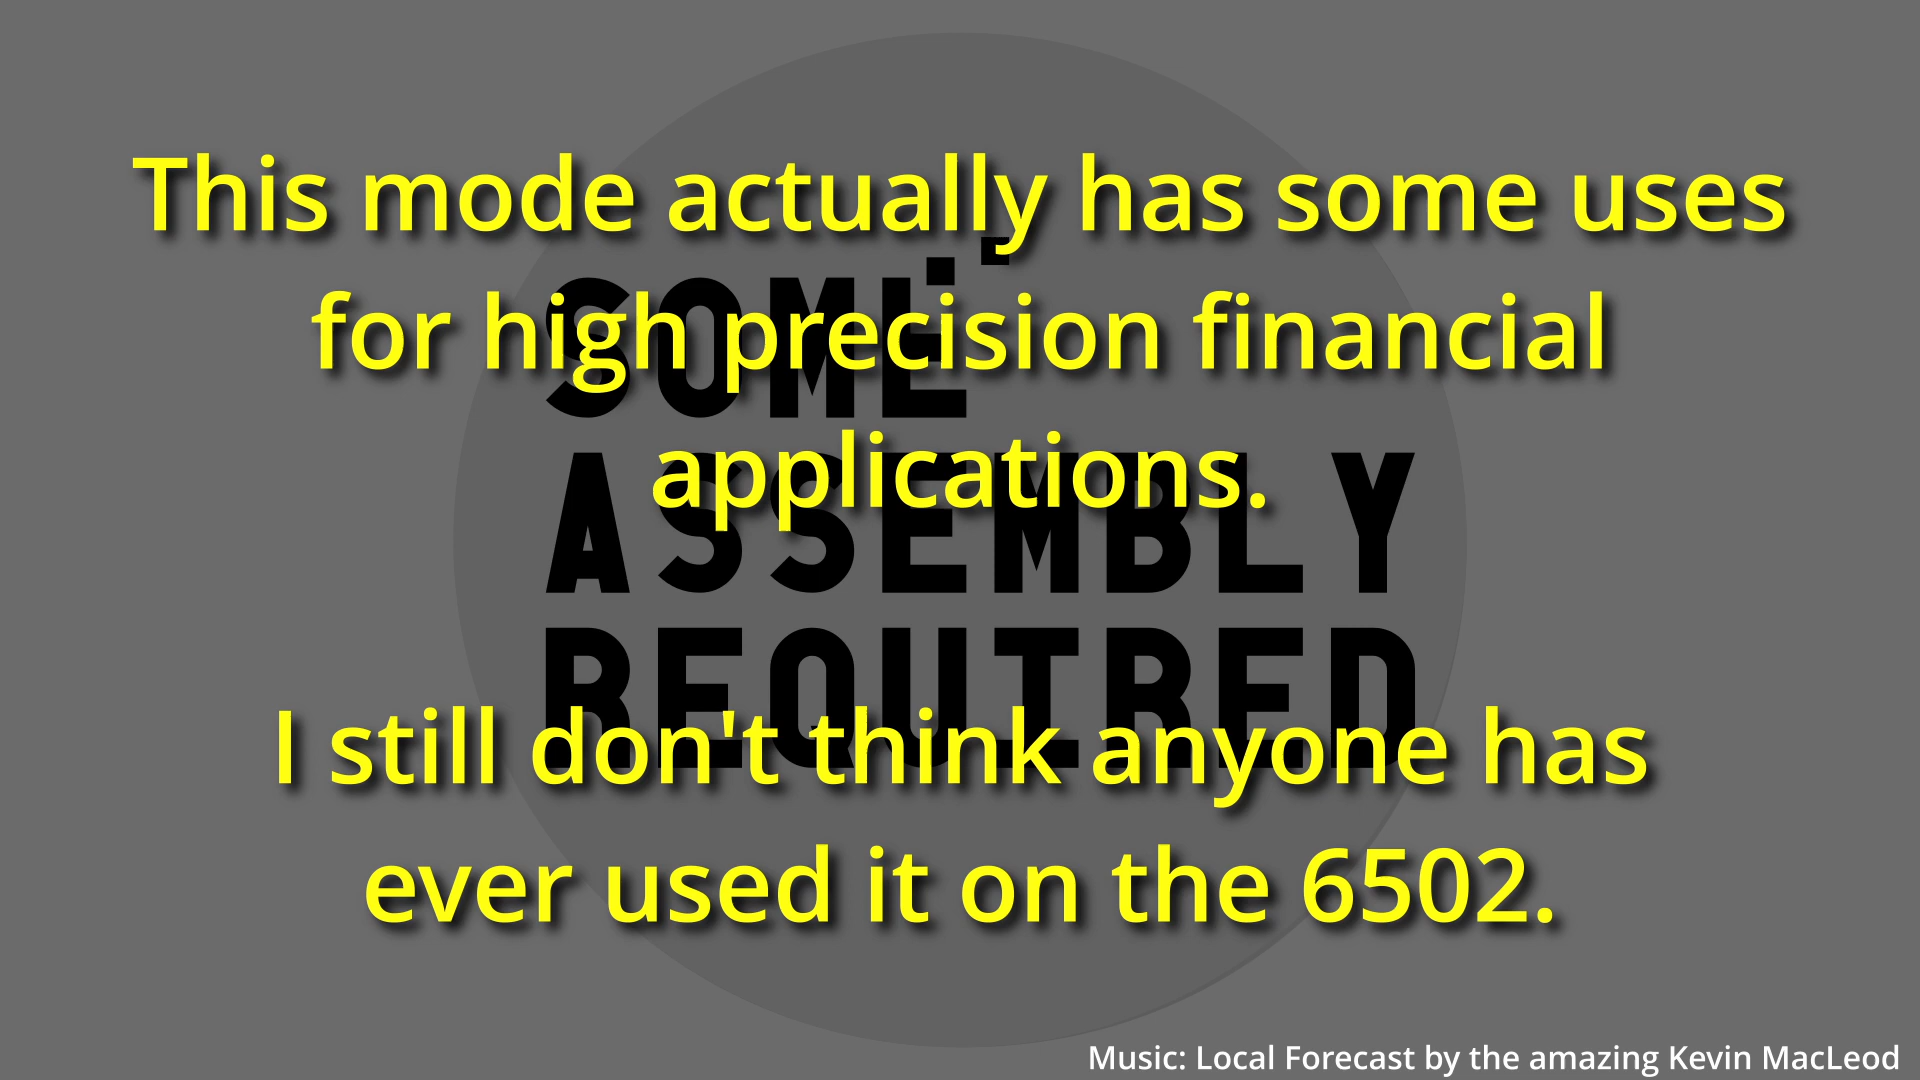 This mode actually has some uses
for high precision financial
applications.
SOME
ASSEMBLY
REQUIRED
I still don't think anyone has
ever used it on the 6502.
Music: Local Forecast by the amazing Kevin MacLeod